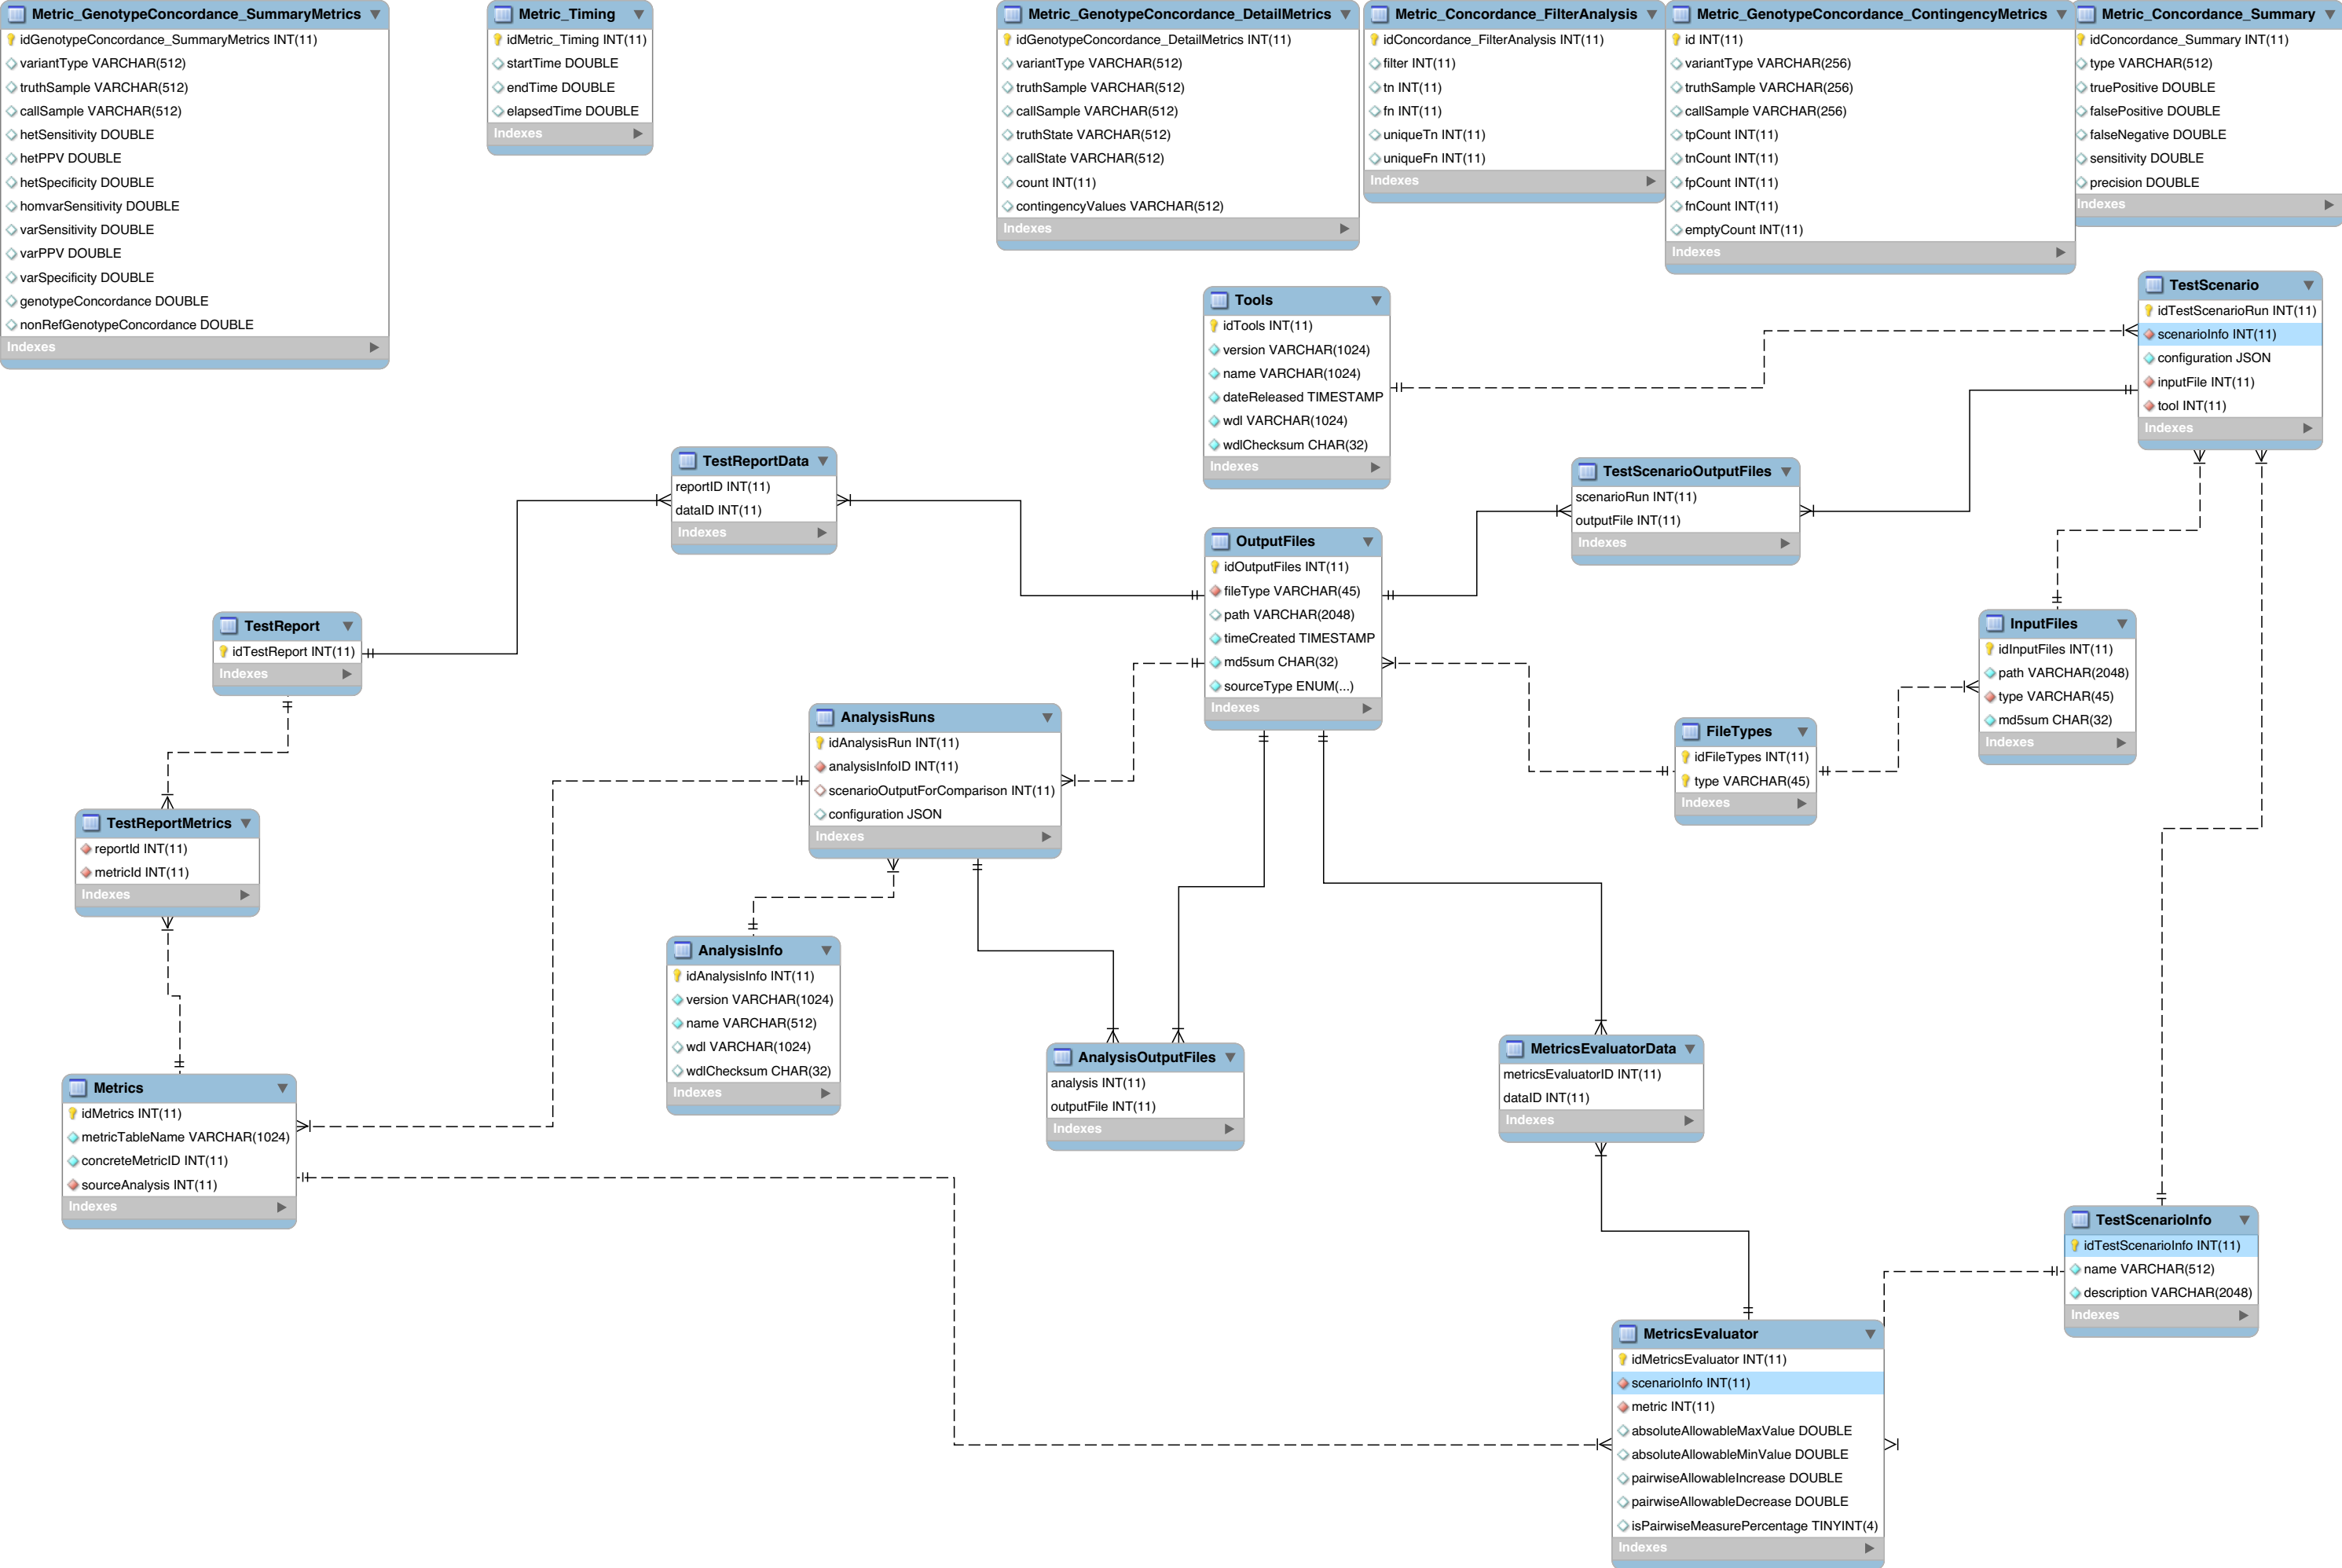 Metric_GenotypeConcordance_SummaryMetrics
idGenotypeConcordance_SummaryMetrics INT(11)
variantType VARCHAR(512)
truthSample VARCHAR(512)
callSample VARCHAR(512)
hetSensitivity DOUBLE
hetPPV DOUBLE
hetSpecificity DOUBLE
homvarSensitivity DOUBLE
varSensitivity DOUBLE
varPPV DOUBLE
varSpecificity DOUBLE
genotypeConcordance DOUBLE
nonRefGenotypeConcordance DOUBLE
Indexes
Metric_Timing
idMetric_Timing INT(11)
startTime DOUBLE
endTime DOUBLE
elapsedTime DOUBLE
Indexes
Metric_GenotypeConcordance_DetailMetrics
idGenotypeConcordance_DetailMetrics INT(11)
variantType VARCHAR(512)
truthSample VARCHAR(512)
callSample VARCHAR(512)
truthState VARCHAR(512)
callState VARCHAR(512)
count INT(11)
contingencyValues VARCHAR(512)
Indexes
Metric_Concordance_FilterAnalysis
idConcordance_FilterAnalysis INT(11)
filter INT(11)
tn INT(11)
fn INT(11)
uniqueTn INT(11)
uniqueFn INT(11)
Indexes
Metric_GenotypeConcordance_ContingencyMetrics
id INT(11)
variantType VARCHAR(256)
truthSample VARCHAR(256)
callSample VARCHAR(256)
tpCount INT(11)
tnCount INT(11)
fpCount INT(11)
fnCount INT(11)
emptyCount INT(11)
Indexes
Metric_Concordance_Summary
idConcordance_Summary INT(11)
type VARCHAR(512)
truePositive DOUBLE
falsePositive DOUBLE
falseNegative DOUBLE
sensitivity DOUBLE
precision DOUBLE
Indexes
Tools
idTools INT(11)
version VARCHAR(1024)
name VARCHAR(1024)
dateReleased TIMESTAMP
wdl VARCHAR(1024)
wdlChecksum CHAR(32)
Indexes
TestScenario
idTestScenarioRun INT(11)
scenarioInfo INT(11)
configuration JSON
inputFile INT(11)
tool INT(11)
Indexes
TestReportData
reportID INT(11)
dataID INT(11)
Indexes
TestScenarioOutputFiles
scenarioRun INT(11)
outputFile INT(11)
Indexes
OutputFiles
idOutputFiles INT(11)
fileType VARCHAR(45)
path VARCHAR(2048)
timeCreated TIMESTAMP
md5sum CHAR(32)
sourceType ENUM(...)
Indexes
TestReport
idTestReport INT(11)
Indexes
InputFiles
idInputFiles INT(11)
path VARCHAR(2048)
type VARCHAR(45)
md5sum CHAR(32)
Indexes
AnalysisRuns
idAnalysisRun INT(11)
analysisInfoID INT(11)
scenarioOutputForComparison INT(11)
configuration JSON
Indexes
FileTypes
idFileTypes INT(11)
type VARCHAR(45)
Indexes
TestReportMetrics
reportId INT(11)
metricId INT(11)
Indexes
AnalysisInfo
idAnalysisInfo INT(11)
version VARCHAR(1024)
name VARCHAR(512)
wdl VARCHAR(1024)
wdlChecksum CHAR(32)
Indexes
AnalysisOutputFiles
analysis INT(11)
outputFile INT(11)
Indexes
MetricsEvaluatorData
metricsEvaluatorID INT(11)
dataID INT(11)
Indexes
Metrics
idMetrics INT(11)
metricTableName VARCHAR(1024)
concreteMetricID INT(11)
sourceAnalysis INT(11)
Indexes
TestScenarioInfo
idTestScenarioInfo INT(11)
name VARCHAR(512)
description VARCHAR(2048)
Indexes
MetricsEvaluator
idMetricsEvaluator INT(11)
scenarioInfo INT(11)
metric INT(11)
absoluteAllowableMaxValue DOUBLE
absoluteAllowableMinValue DOUBLE
pairwiseAllowableIncrease DOUBLE
pairwiseAllowableDecrease DOUBLE
isPairwiseMeasurePercentage TINYINT(4)
Indexes